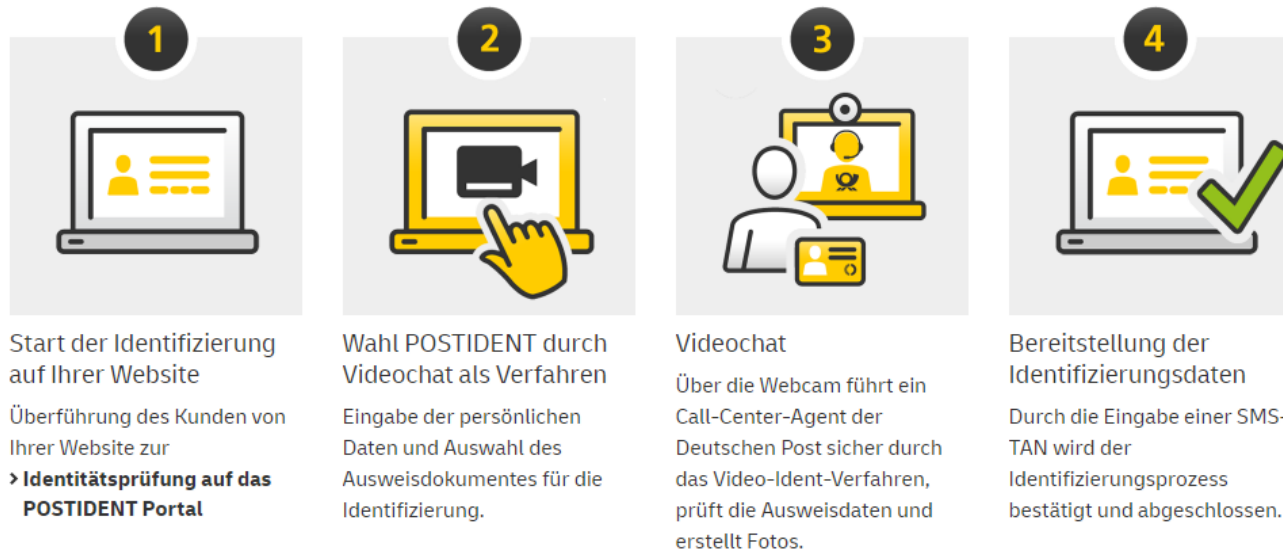 1
Start der Identifizierung
auf Ihrer Website
Überführung des Kunden von
Ihrer Website zur
> Identitätsprüfung auf das
POSTIDENT Portal
2
Wahl POSTIDENT durch
Videochat als Verfahren
Eingabe der persönlichen
Daten und Auswahl des
Ausweisdokumentes für die
Identifizierung.
3
Videochat
Über die Webcam führt ein
Call-Center-Agent der
Deutschen Post sicher durch
das Video-Ident-Verfahren,
prüft die Ausweisdaten und
erstellt Fotos.
4
Bereitstellung der
Identifizierungsdaten
Durch die Eingabe einer SMS-
TAN wird der
Identifizierungsprozess
bestätigt und abgeschlossen.